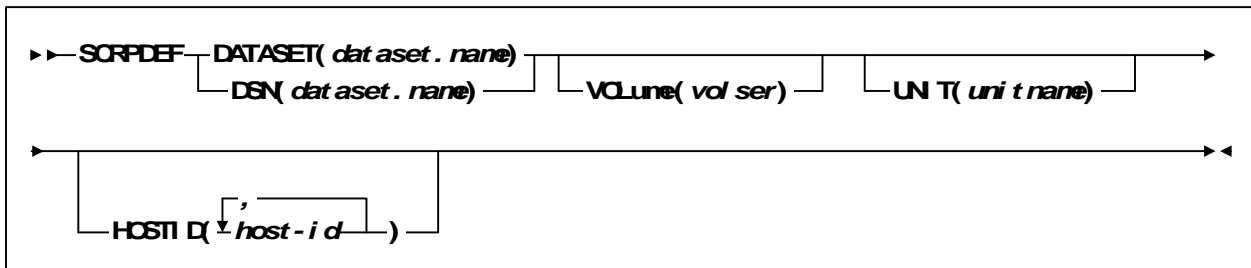 SCRPDEF DATASET( dataset.name)
DSN( dataset.name) VOLume( volser) UNIT( unitname)
,
HOSTID( host-id )